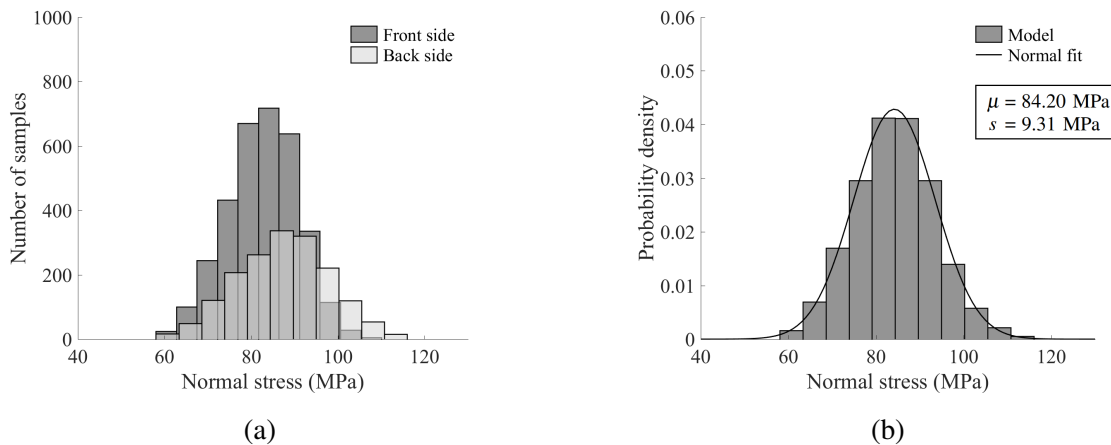 1000
800
600
400
200
0
40
60
80
100
120
Number of samples
Normal stress (MPa)
Front side
Back side
(a)
0.06
0.05
0.04
0.03
0.02
0.01
0
40
60
80
100
120
Probability density
Normal stress (MPa)
Model
Normal fit
μ = 84.20 MPa
s = 9.31 MPa
(b)